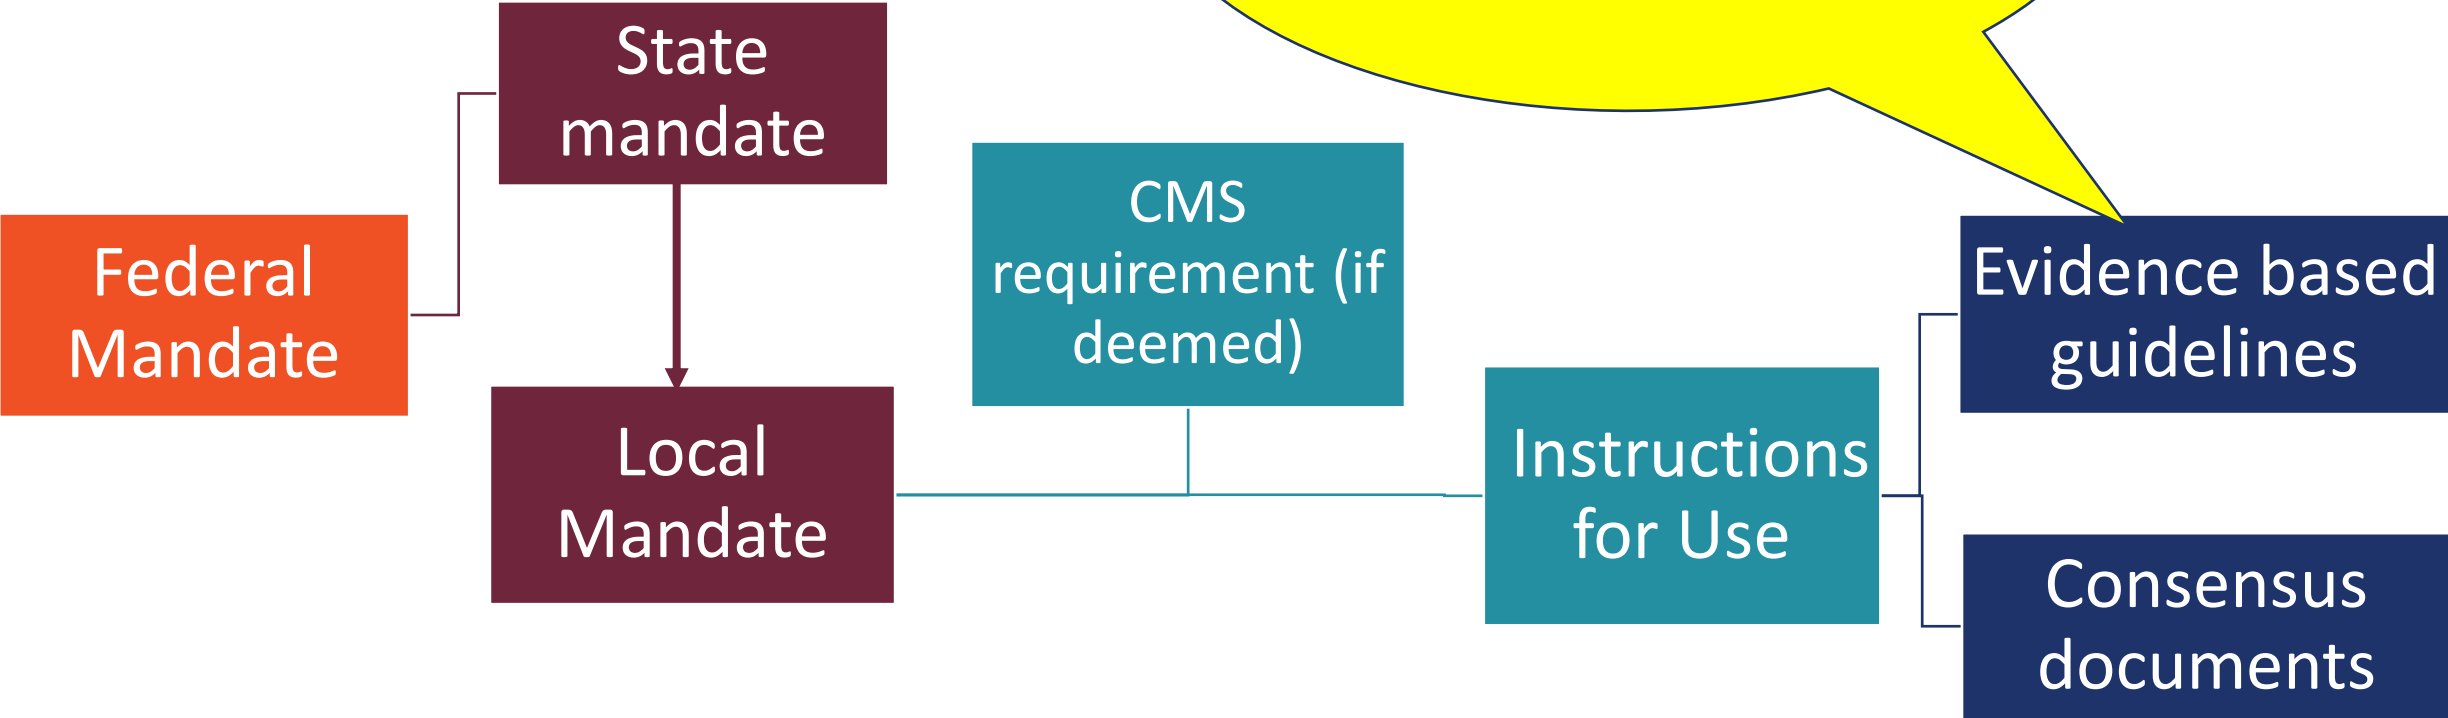 Federal
Mandate
State
mandate
Local
Mandate
CMS
requirement (if
deemed)
Instructions
for Use
Evidence based
guidelines
Consensus
documents